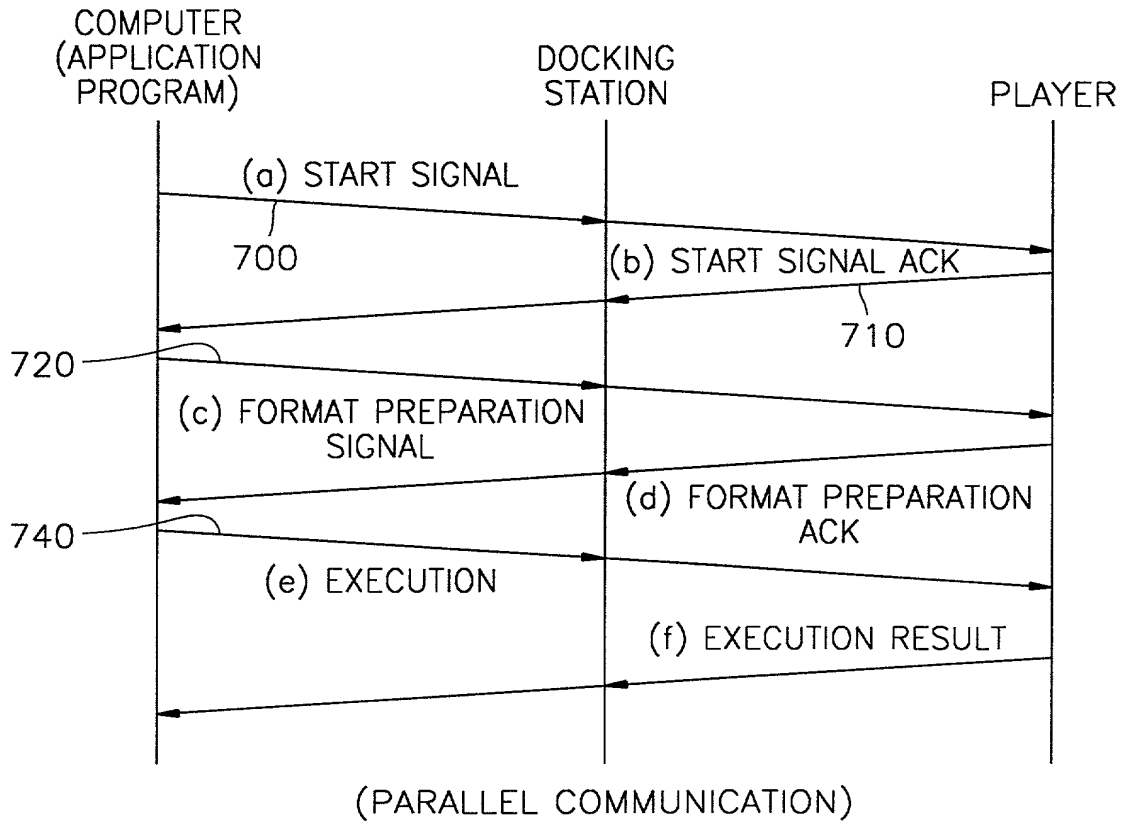 COMPUTER
(APPLICATION
PROGRAM)
DOCKING
STATION
PLAYER
(a) START SIGNAL
700
(b) START SIGNAL ACK
710
720
(c) FORMAT PREPARATION
SIGNAL
(d) FORMAT PREPARATION
ACK
740
(e) EXECUTION
(f) EXECUTION RESULT
(PARALLEL COMMUNICATION)